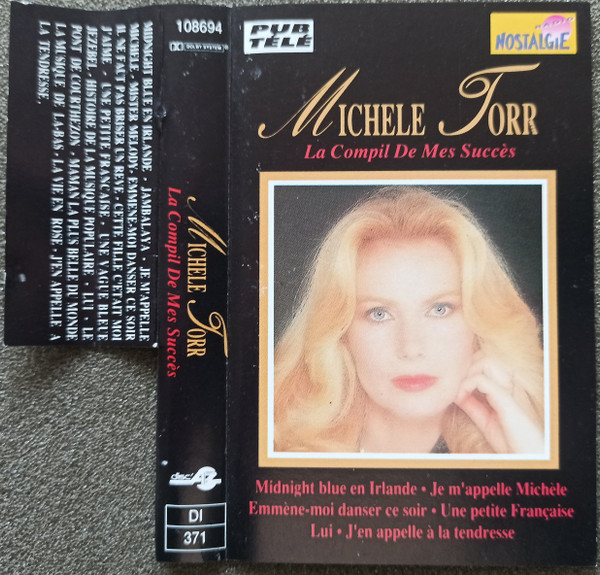 MIDNIGHT BLUE EN IRLANDE - JAMBALAYA - JE M'APPELLE
MICHELE - MISTER MELODY - EMMENE-MOI DANSER CE SOIR
IL NE FAIT PAS BRISER UN REVE - CETTE FILLE C'ETAIT MOI
J'AIME - UNE PETITE FRANCAISE - UNE VAGUE BLEUE
JEZEBEL - HISTOIRE DE LA MUSIQUE POPULAIRE - LUI - LE
PONT DE COURTHEZON - MAMAN LA PLUS BELLE DU MONDE
LA MUSIQUE DE LA-BAS - LA VIE EN ROSE - J'EN APPELLE A
LA TENDRESSE.
108694
DOLBY SYSTEM
MICHELE TORR
La Compil De Mes Succès
disc'AZ
DI
371
PUB
TÉLÉ
NOSTALGIE
MICHELE TORR
La Compil De Mes Succès
Midnight blue en Irlande • Je m'appelle Michèle
Emmène-moi danser ce soir • Une petite Française
Lui • J'en appelle à la tendresse